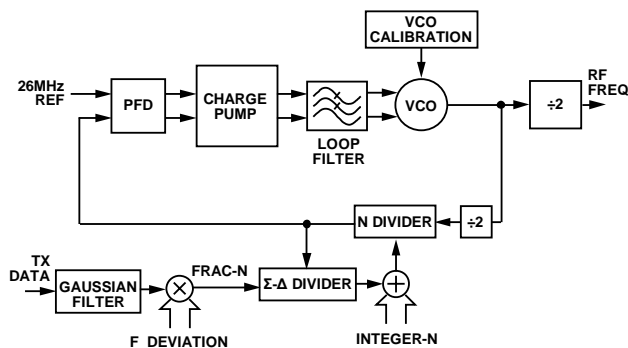 VCO
CALIBRATION
26MHz
REF
PFD
CHARGE
PUMP
LOOP
FILTER
VCO
÷2
RF
FREQ
N DIVIDER
÷2
TX
DATA
GAUSSIAN
FILTER
×
FRAC-N
Σ-Δ DIVIDER
+
F_DEVIATION
INTEGER-N